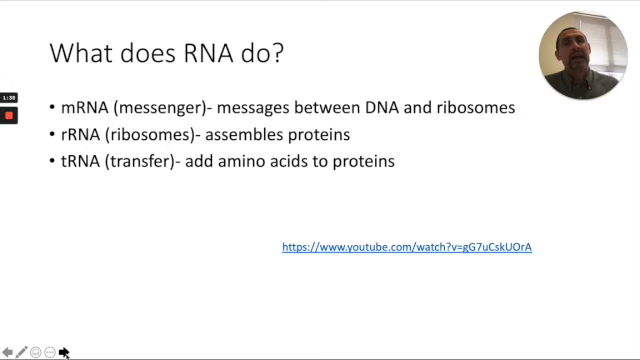 What does RNA do?
1:38
• mRNA (messenger)- messages between DNA and ribosomes
• rRNA (ribosomes)- assembles proteins
• tRNA (transfer)- add amino acids to proteins
https://www.youtube.com/watch?v=gG7uCskUOrA